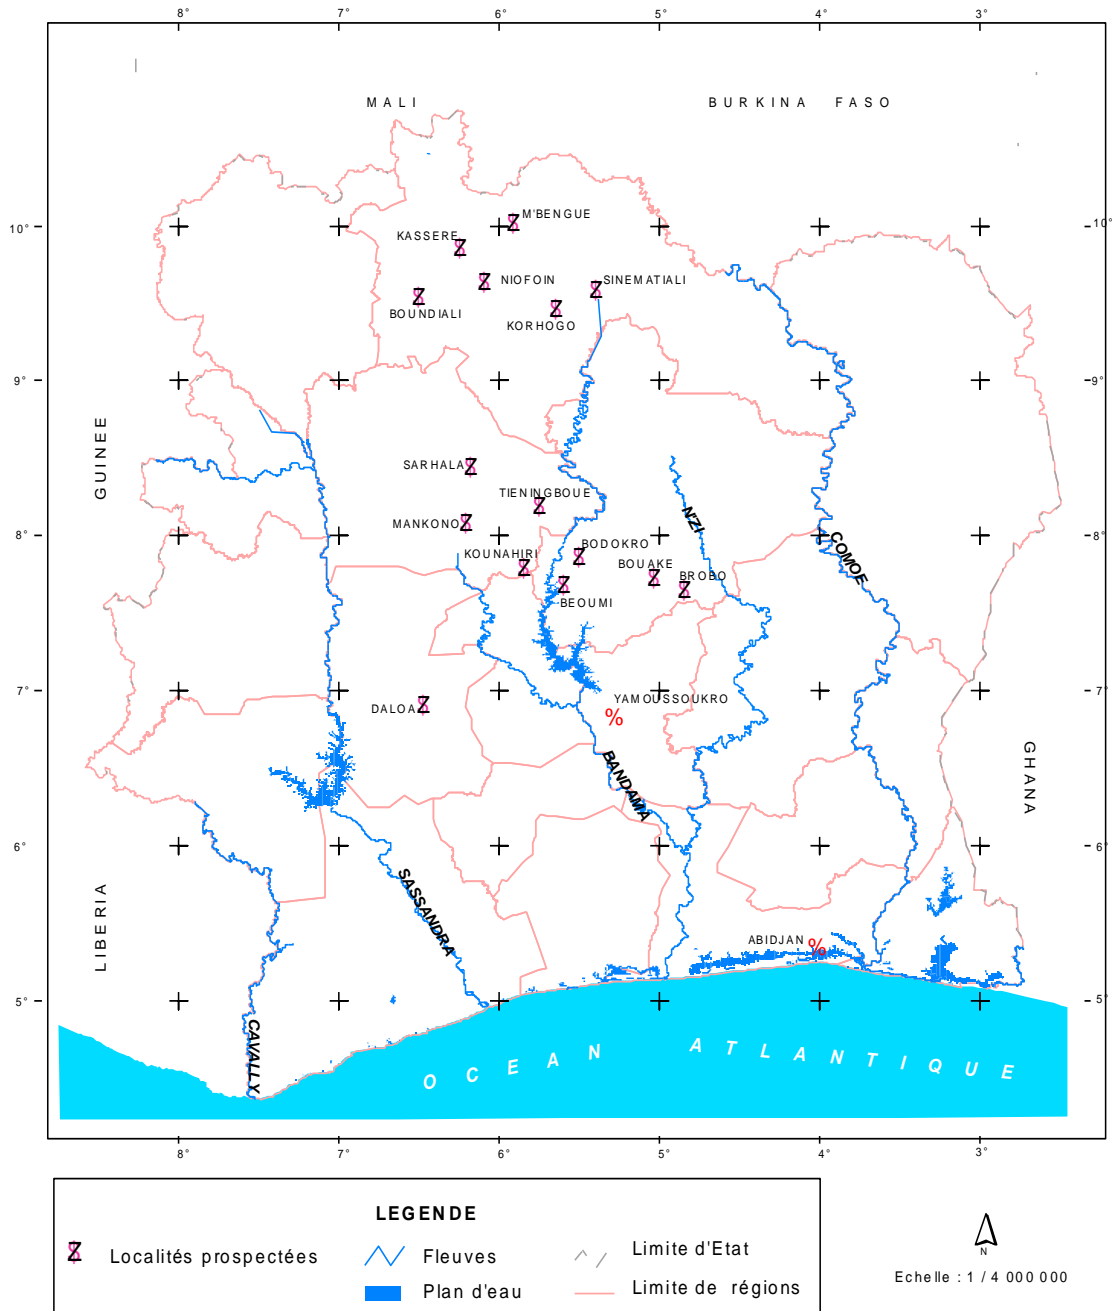 8° 7° 6° 5° 4° 3°
MALI
BURKINA FASO
10°
10°
M'BENGUE
KASSERE
NIOFOIN
SINEMATIALI
BOUNDIALI
KORHOGO
9°
9°
GUINEE
SARHALA
TIENINGBOUE
MANKONO
N'ZI
8°
8°
COMOE
KOUNAHIRI
BODOKRO
BOUAKE
BROBO
BEOUMI
7°
7°
DALOA
YAMOUSSOUKRO
%
BANDAMA
GHANA
6°
6°
SASSANDRA
LIBERIA
ABIDJAN
%
5°
5°
CAVALLY
OCEAN ATLANTIQUE
8° 7° 6° 5° 4° 3°
LEGENDE
Localités prospectées
Fleuves
Limite d'Etat
Plan d'eau
Limite de régions
N
Echelle : 1 / 4 000 000